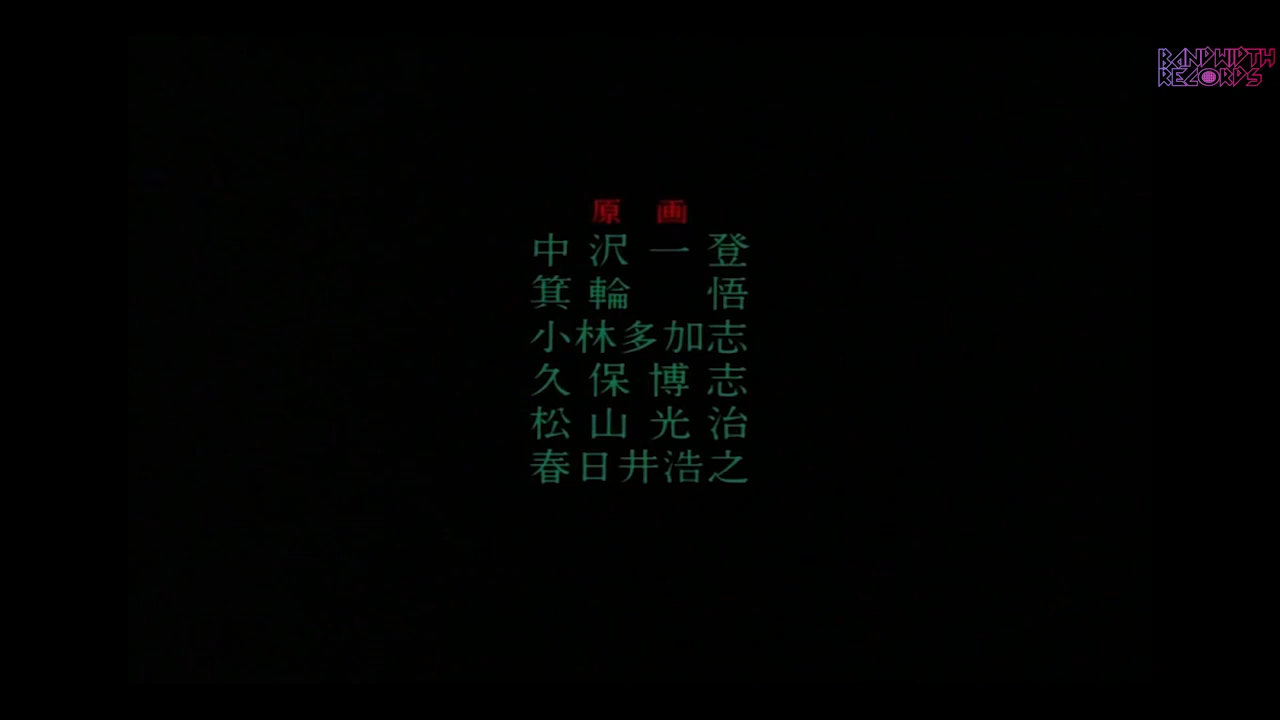 BANDWIDTH
RECORDS
原 画
中 沢 一 登
箕 輪 悟
小林多加志
久 保 博 志
松 山 光 治
春日井浩之